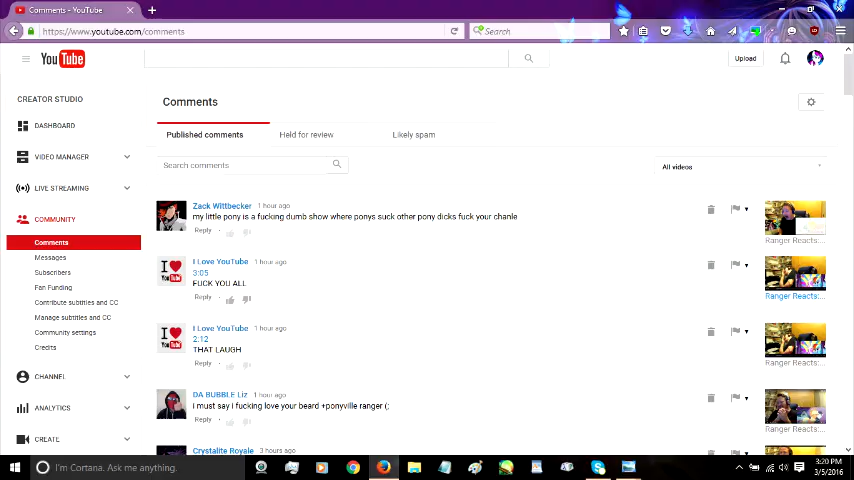 Comments - YouTube
https://www.youtube.com/comments
Search
YouTube
Upload
CREATOR STUDIO
DASHBOARD
VIDEO MANAGER
LIVE STREAMING
COMMUNITY
Comments
Messages
Subscribers
Fan Funding
Contribute subtitles and CC
Manage subtitles and CC
Community settings
Credits
CHANNEL
ANALYTICS
CREATE
Comments
Published comments
Held for review
Likely spam
Search comments
All videos
Zack Wittbecker 1 hour ago
my little pony is a fucking dumb show where ponys suck other pony dicks fuck your chanle
Reply
Ranger Reacts:...
I Love YouTube 1 hour ago
3:05
FUCK YOU ALL
Reply
Ranger Reacts:...
I Love YouTube 1 hour ago
2:12
THAT LAUGH
Reply
Ranger Reacts:...
DA BUBBLE Liz 1 hour ago
i must say i fucking love your beard +ponyville ranger (;
Reply
Ranger Reacts:...
Crystalite Royale 3 hours ago
I'm Cortana. Ask me anything.
3:20 PM
3/5/2016